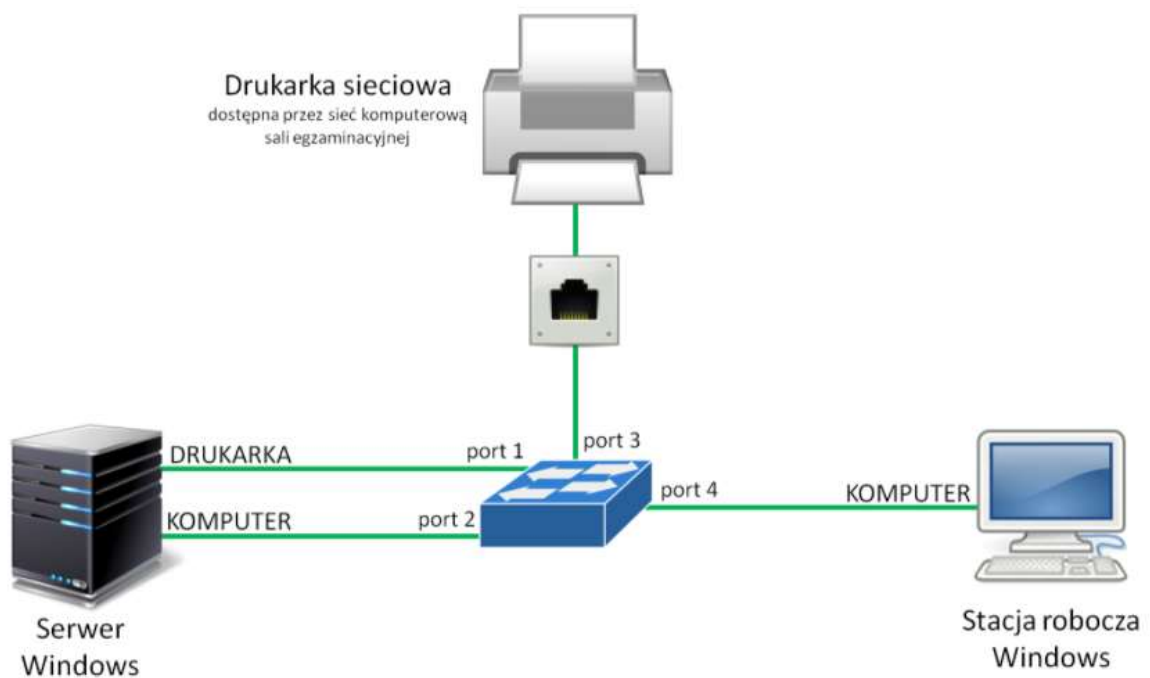 Drukarka sieciowa
dostępna przez sieć komputerową
sali egzaminacyjnej
DRUKARKA
port 1
port 3
port 4
KOMPUTER
KOMPUTER
port 2
Serwer
Windows
Stacja robocza
Windows